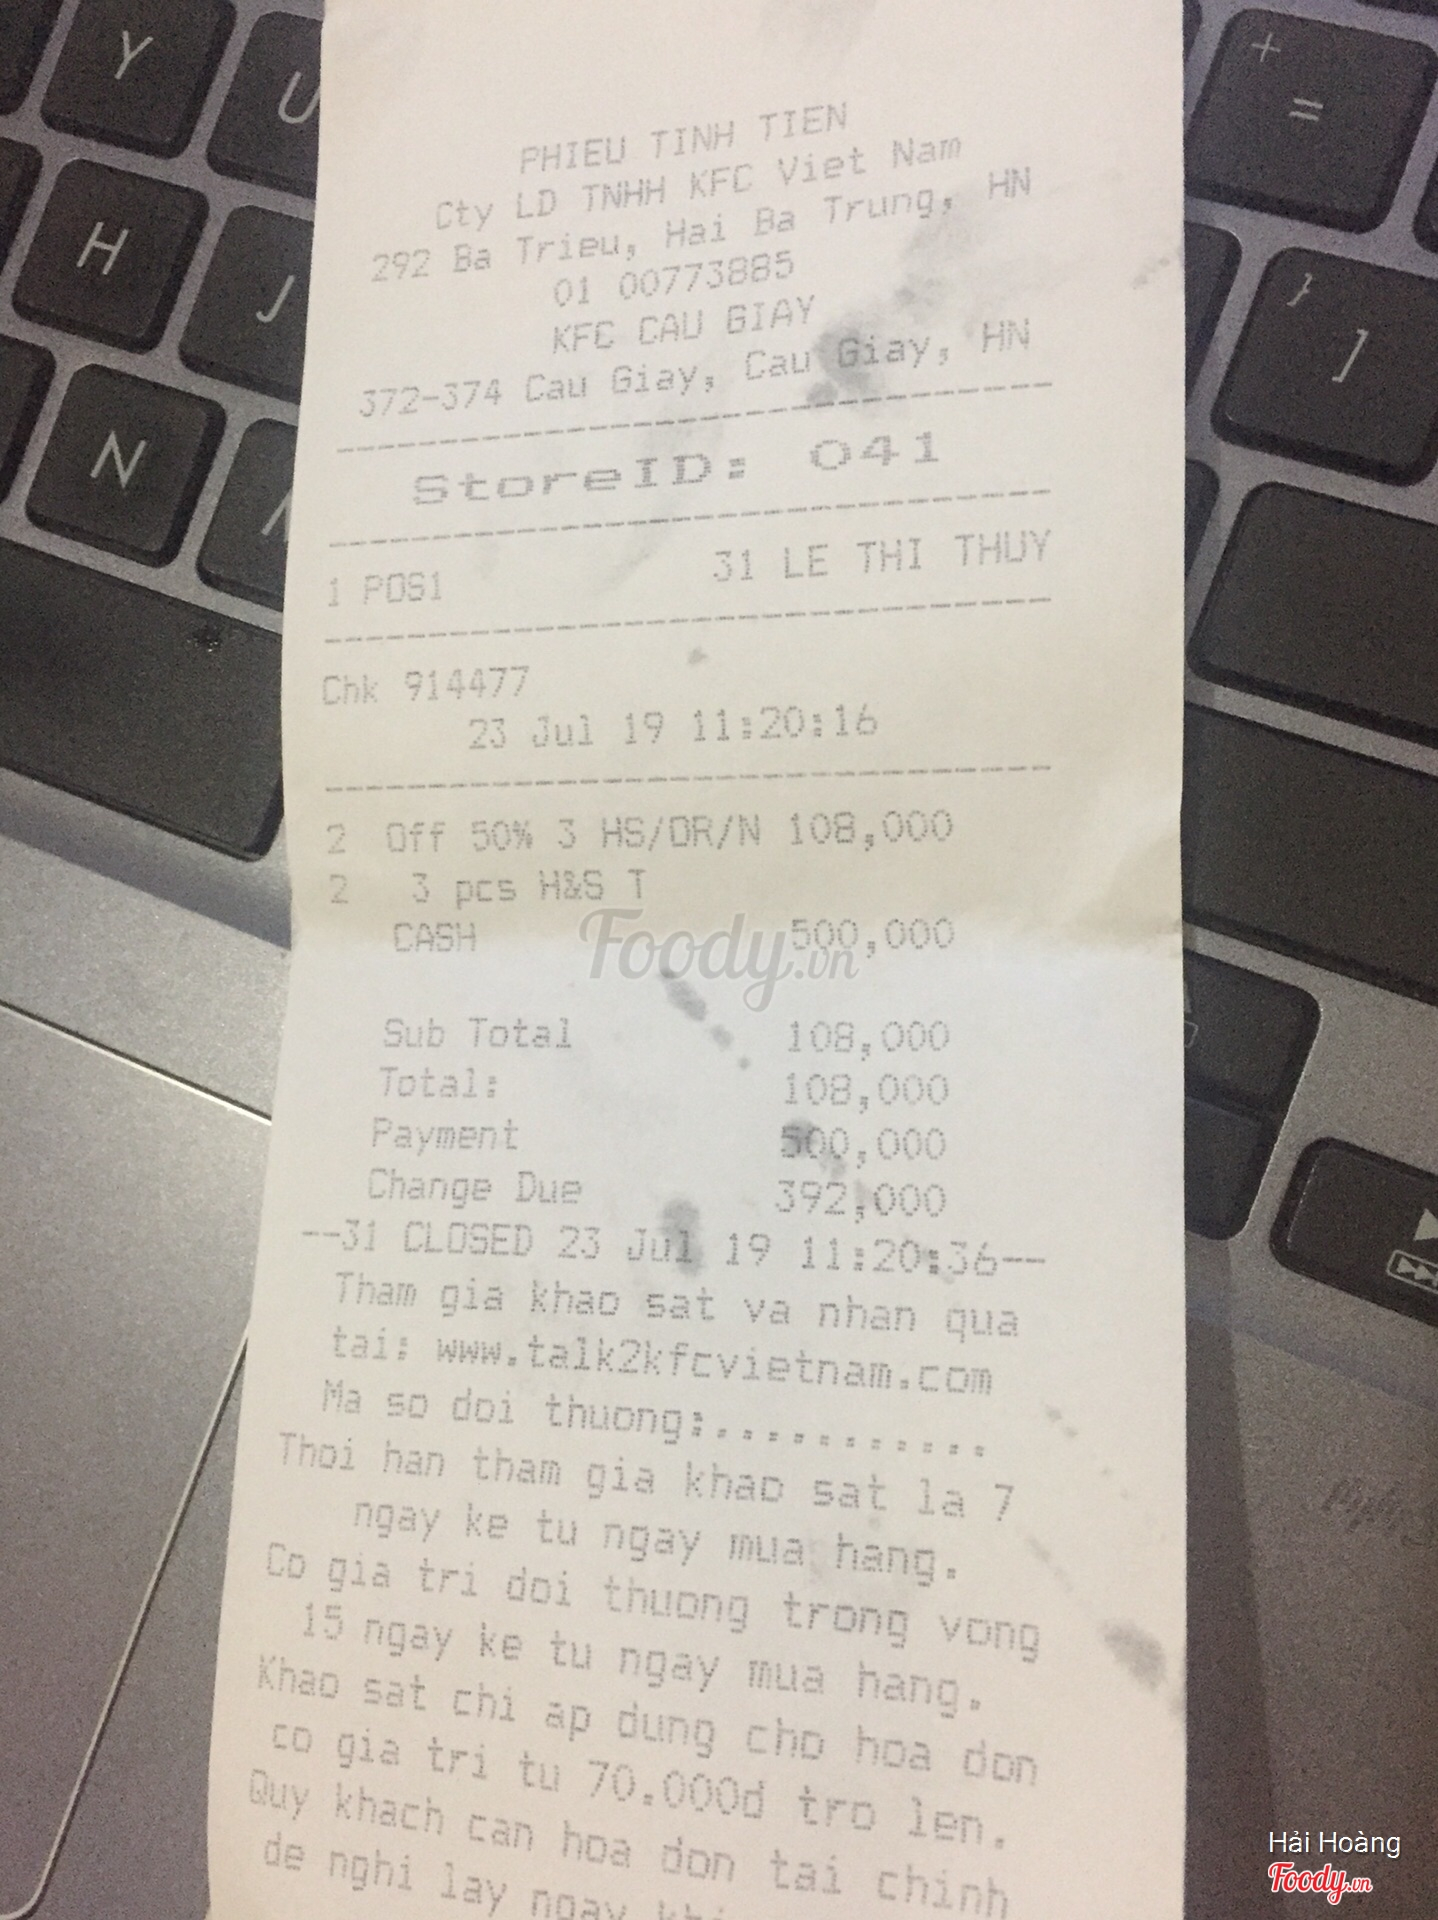 PHIEU TINH TIEN
Cty LD TNHH KFC Viet Nam
292 Ba Trieu, Hai Ba Trung, HN
01 00773885
KFC CAU GIAY
372-374 Cau Giay, Cau Giay, HN
StoreID: 041
1 POS1 31 LE THI THUY
Chk 914477
23 Jul 19 11:20:16
2 Off 50% 3 HS/OR/N 108,000
2 3 pcs H&S T
CASH 500,000
Foody.vn
Sub Total 108,000
Total: 108,000
Payment 500,000
Change Due 392,000
--31 CLOSED 23 Jul 19 11:20:36--
Tham gia khao sat va nhan qua
tai: www.talk2kfcvietnam.com
Ma so doi thuong:............
Thoi han tham gia khao sat la 7
ngay ke tu ngay mua hang.
Co gia tri doi thuong trong vong
15 ngay ke tu ngay mua hang.
Khao sat chi ap dung cho hoa don
co gia tri tu 70.000d tro len.
Quy khach can hoa don tai chinh
de nghi lay ngay
Y
U
H
J
N
+
=
}
]
Hải Hoàng
Foody.vn